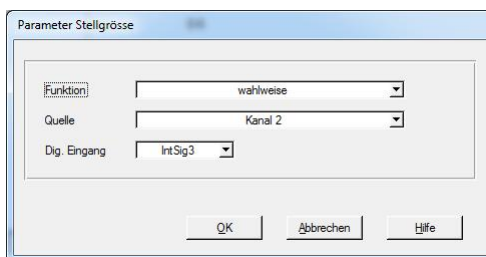 Parameter Stellgrösse
Funktion wahlweise
Quelle Kanal 2
Dig. Eingang IntSig3
OK Abbrechen Hilfe